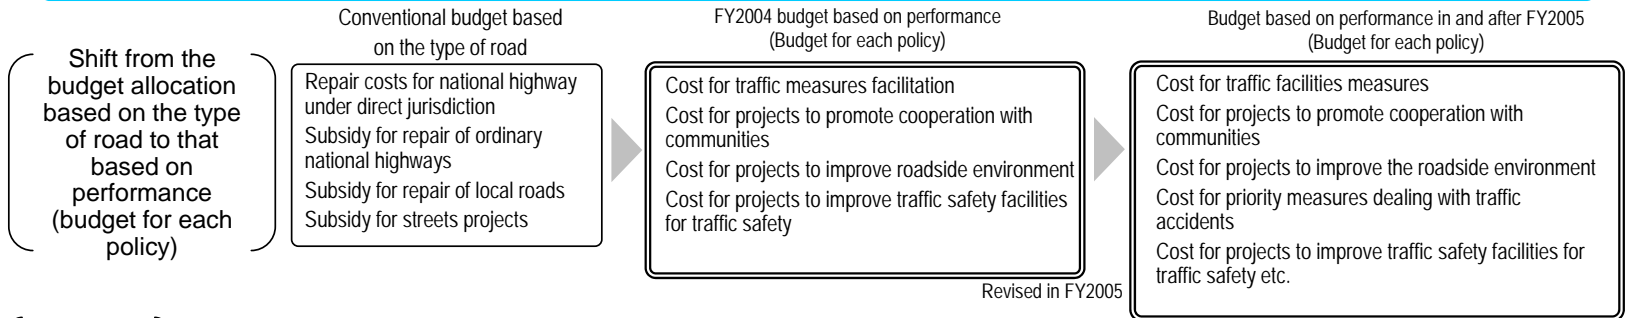 Shift from the
budget allocation
based on the type
of road to that
based on
performance
(budget for each
policy)
Conventional budget based
on the type of road
Repair costs for national highway
under direct jurisdiction
Subsidy for repair of ordinary
national highways
Subsidy for repair of local roads
Subsidy for streets projects
FY2004 budget based on performance
(Budget for each policy)
Cost for traffic measures facilitation
Cost for projects to promote cooperation with
communities
Cost for projects to improve roadside environment
Cost for projects to improve traffic safety facilities
for traffic safety
Revised in FY2005
Budget based on performance in and after FY2005
(Budget for each policy)
Cost for traffic facilities measures
Cost for projects to promote cooperation with
communities
Cost for projects to improve the roadside environment
Cost for priority measures dealing with traffic
accidents
Cost for projects to improve traffic safety facilities for
traffic safety etc.